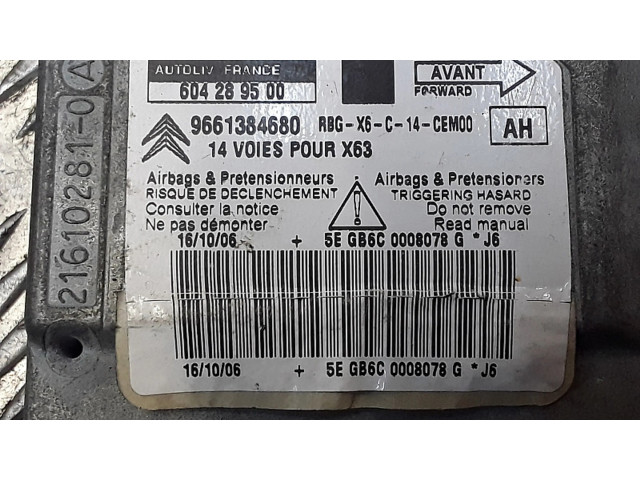 AUTOLIV FRANCE
604 28 95 00
AVANT
FORWARD
9661384680 RBG-X6-C-14-CEM00
AH
14 VOIES POUR X63
Airbags & Pretensionneurs
RISQUE DE DECLENCHEMENT
Consulter la notice
Ne pas démonter
Airbags & Pretensioners
TRIGGERING HASARD
Do not remove
Read manual
16/10/06 + 5E GB6C 0008078 G * J6
16/10/06 + 5E GB6C 0008078 G * J6
21610281-0 A